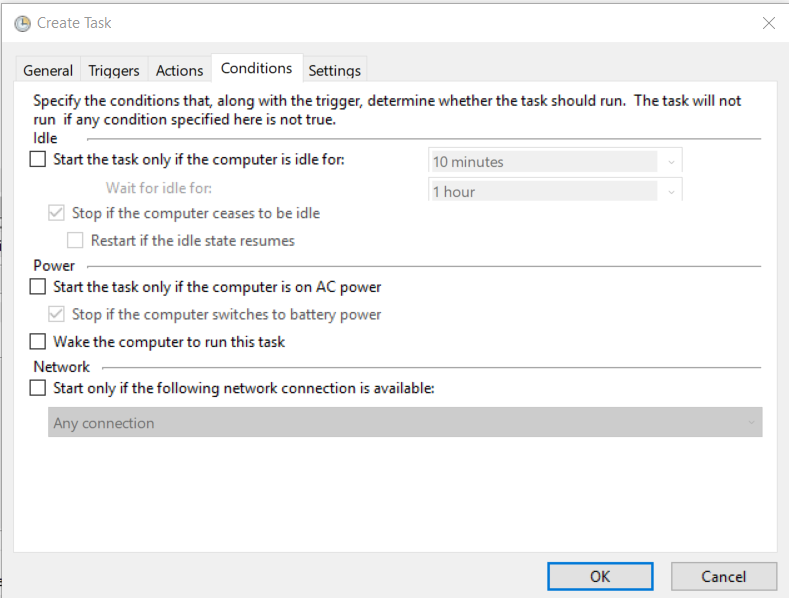 Create Task
General Triggers Actions Conditions Settings
Specify the conditions that, along with the trigger, determine whether the task should run.  The task will not
run  if any condition specified here is not true.
Idle
Start the task only if the computer is idle for: 10 minutes
Wait for idle for: 1 hour
Stop if the computer ceases to be idle
Restart if the idle state resumes
Power
Start the task only if the computer is on AC power
Stop if the computer switches to battery power
Wake the computer to run this task
Network
Start only if the following network connection is available:
Any connection
OK Cancel